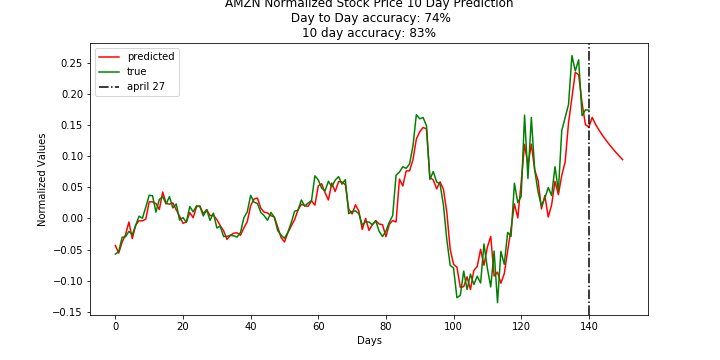 AMZN Normalized Stock Price 10 Day Prediction
Day to Day accuracy: 74%
10 day accuracy: 83%
predicted
true
april 27
0.25
0.20
0.15
0.10
0.05
0.00
−0.05
−0.10
−0.15
Normalized Values
0 20 40 60 80 100 120 140
Days